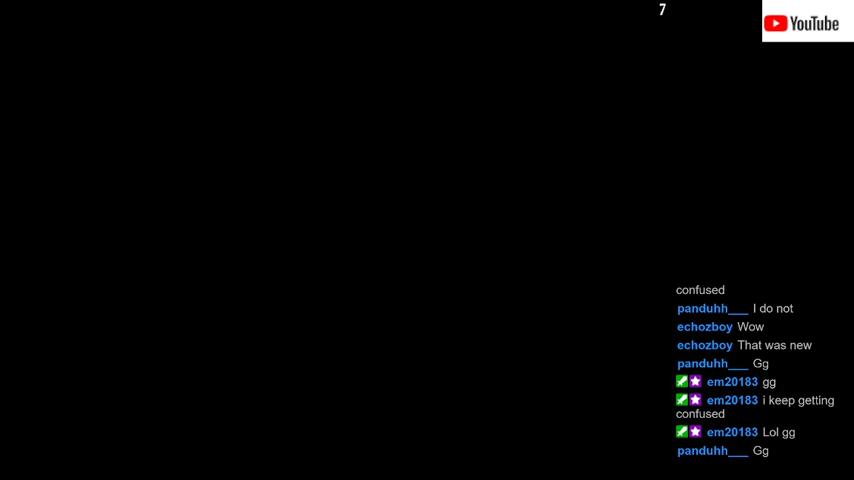 7
YouTube
confused
panduhh___ I do not
echozboy Wow
echozboy That was new
panduhh___ Gg
em20183 gg
em20183 i keep getting
confused
em20183 Lol gg
panduhh___ Gg